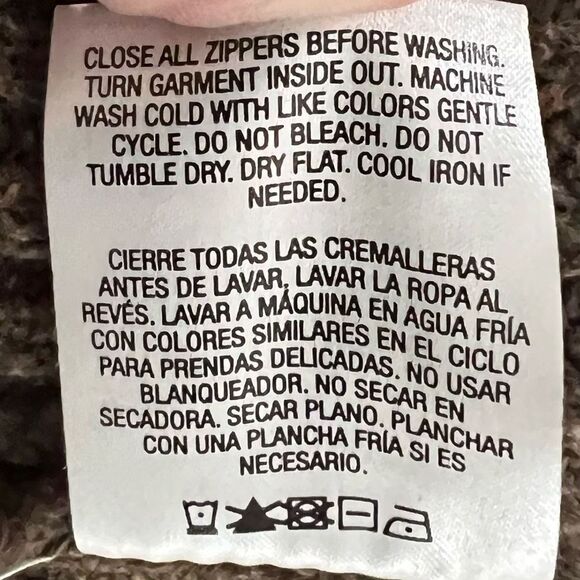 CLOSE ALL ZIPPERS BEFORE WASHING.
TURN GARMENT INSIDE OUT. MACHINE
WASH COLD WITH LIKE COLORS GENTLE
CYCLE. DO NOT BLEACH. DO NOT
TUMBLE DRY. DRY FLAT. COOL IRON IF
NEEDED.
CIERRE TODAS LAS CREMALLERAS
ANTES DE LAVAR, LAVAR LA ROPA AL
REVÉS. LAVAR A MÁQUINA EN AGUA FRÍA
CON COLORES SIMILARES EN EL CICLO
PARA PRENDAS DELICADAS. NO USAR
BLANQUEADOR. NO SECAR EN
SECADORA. SECAR PLANO. PLANCHAR
CON UNA PLANCHA FRÍA SI ES
NECESARIO.